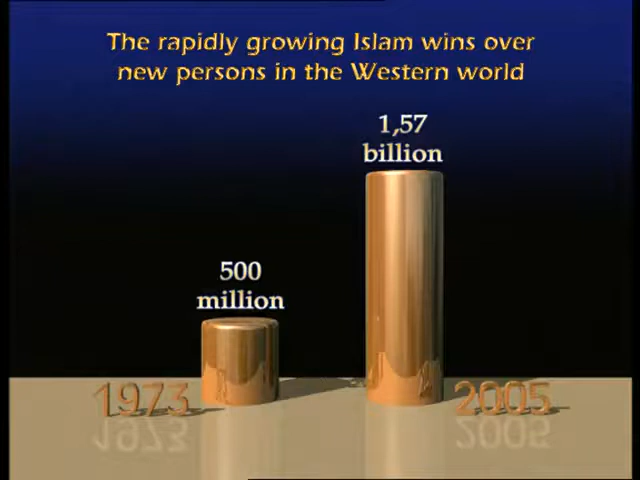 The rapidly growing Islam wins over
new persons in the Western world
1,57
billion
500
million
1973
2005